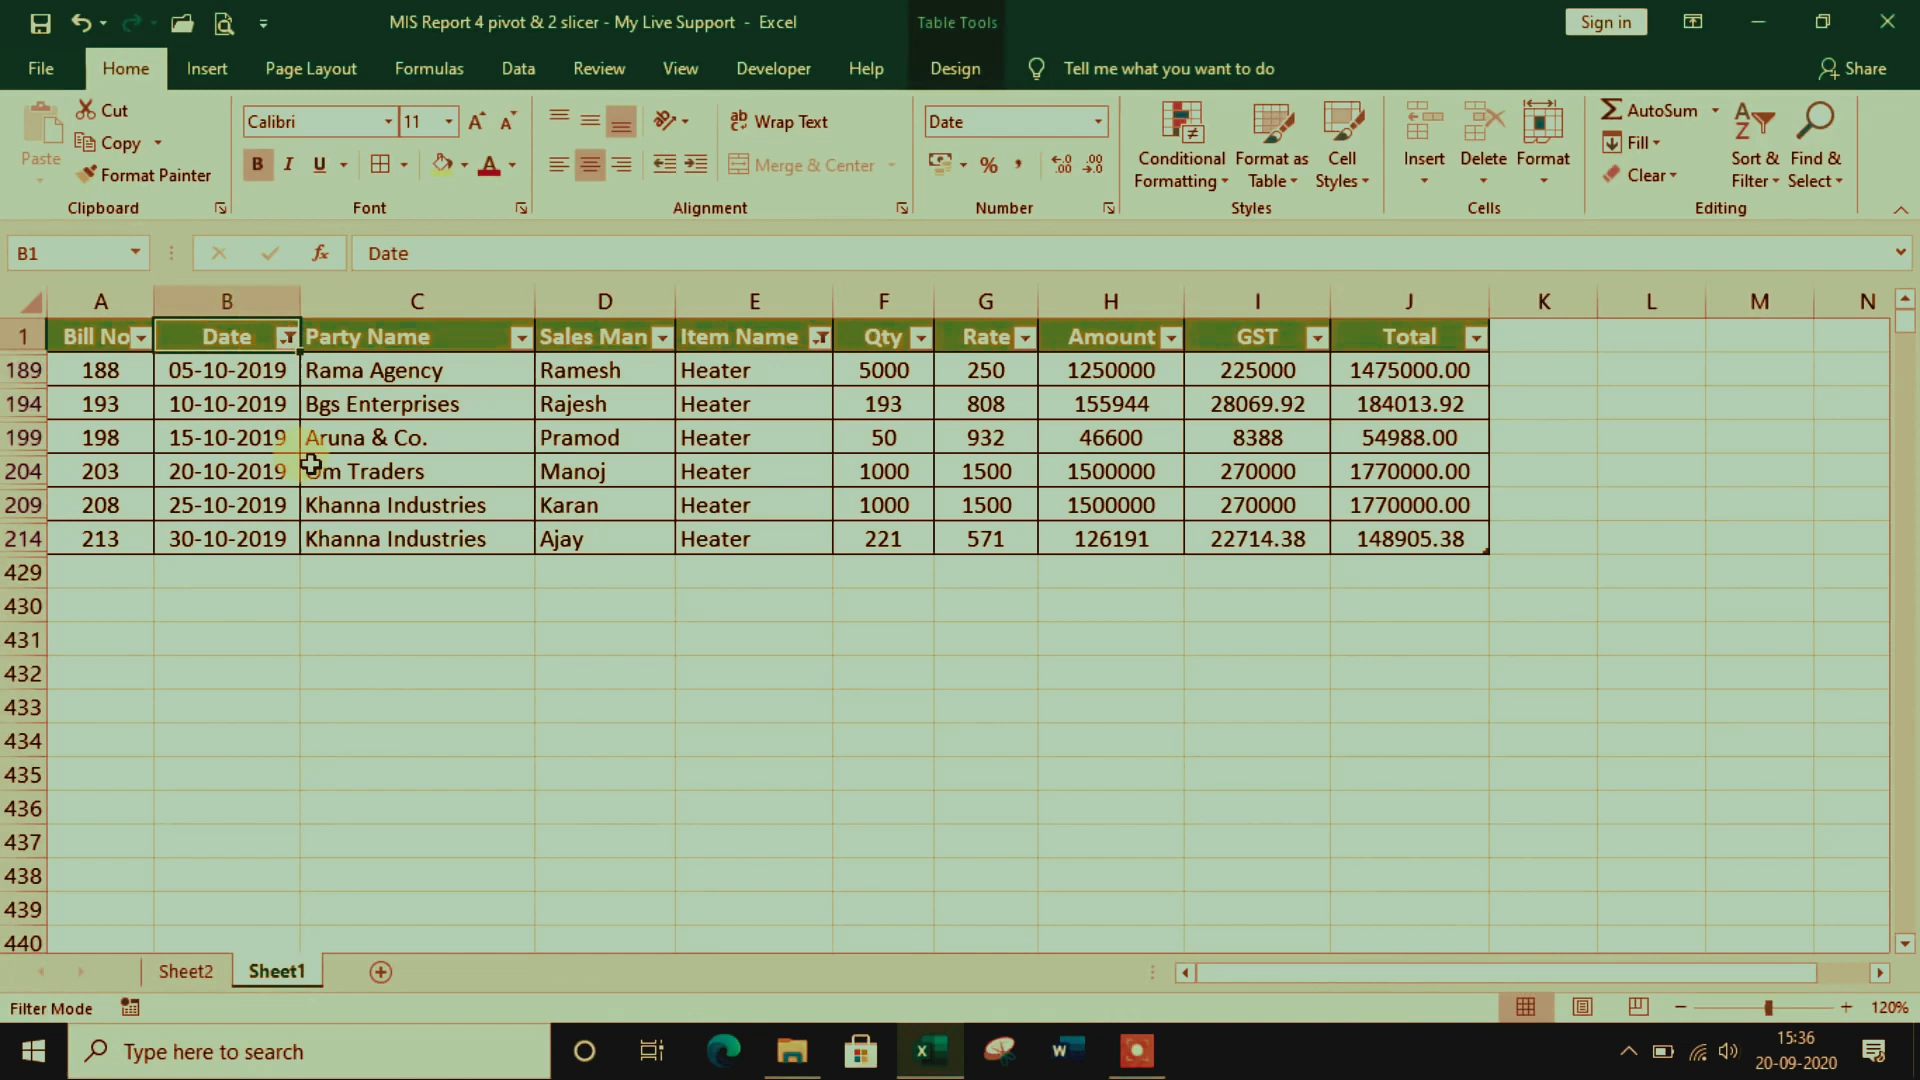 MIS Report 4 pivot & 2 slicer - My Live Support - Excel
Table Tools
Sign in
File Home Insert Page Layout Formulas Data Review View Developer Help Design Tell me what you want to do Share
Paste
Cut
Copy
Format Painter
Clipboard
Calibri 11
B I U A
Font
ab Wrap Text
Merge & Center
Alignment
Date
% ,
Number
Conditional Formatting
Format as Table
Cell Styles
Styles
Insert Delete Format
Cells
AutoSum
Fill
Clear
Sort & Filter
Find & Select
Editing
B1 fx Date
A B C D E F G H I J K L M N
1 Bill No Date Party Name Sales Man Item Name Qty Rate Amount GST Total
189 188 05-10-2019 Rama Agency Ramesh Heater 5000 250 1250000 225000 1475000.00
194 193 10-10-2019 Bgs Enterprises Rajesh Heater 193 808 155944 28069.92 184013.92
199 198 15-10-2019 Aruna & Co. Pramod Heater 50 932 46600 8388 54988.00
204 203 20-10-2019 Om Traders Manoj Heater 1000 1500 1500000 270000 1770000.00
209 208 25-10-2019 Khanna Industries Karan Heater 1000 1500 1500000 270000 1770000.00
214 213 30-10-2019 Khanna Industries Ajay Heater 221 571 126191 22714.38 148905.38
429
430
431
432
433
434
435
436
437
438
439
440
Sheet2 Sheet1
Filter Mode 120%
Type here to search
15:36
20-09-2020